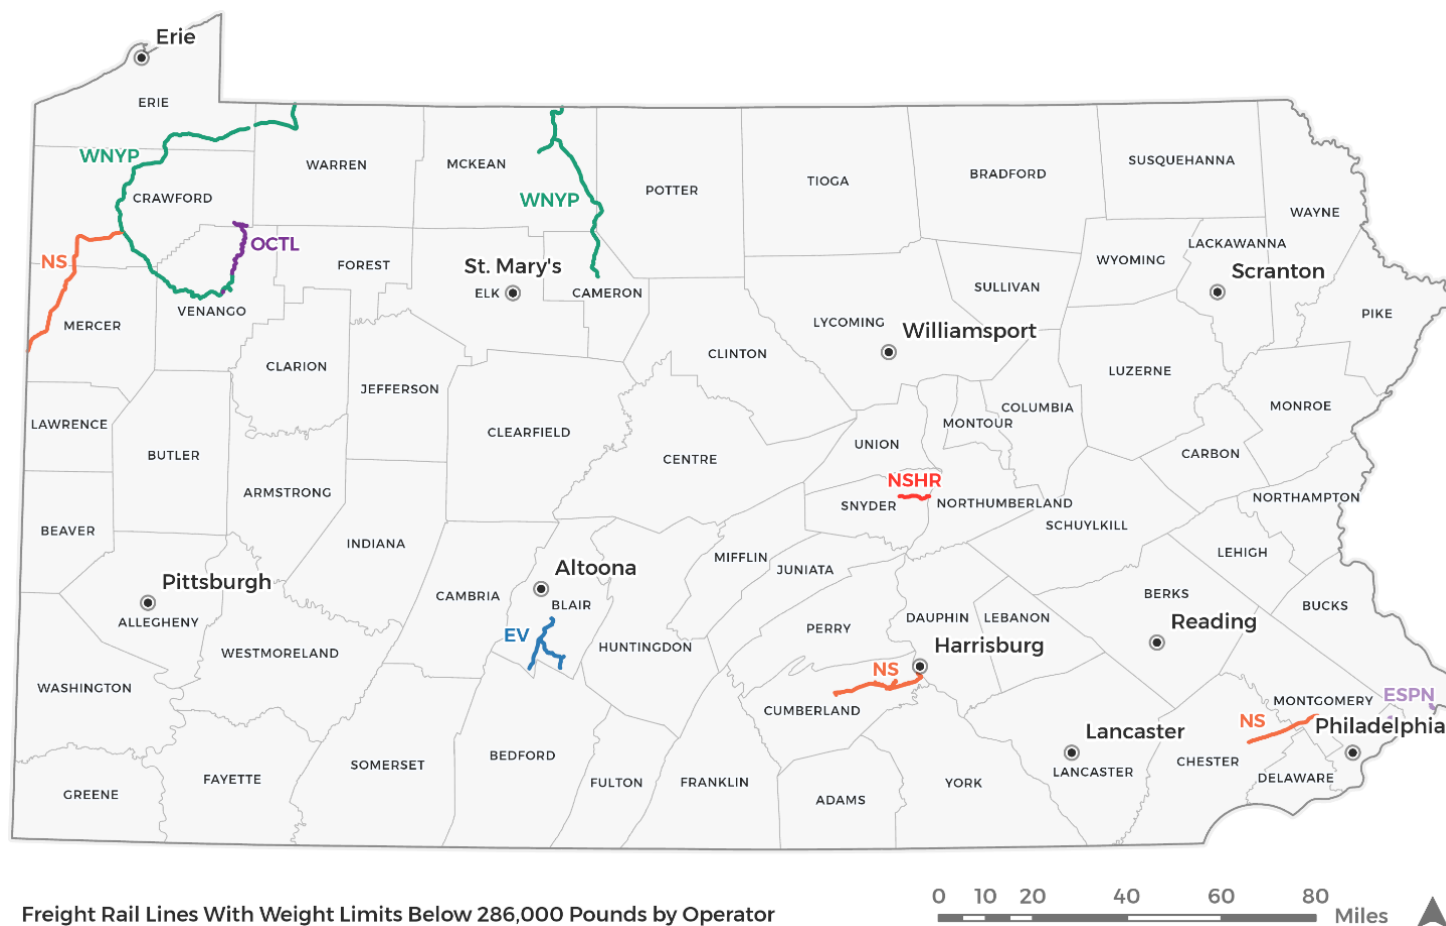 Erie
ERIE
WNYP
WARREN
MCKEAN
SUSQUEHANNA
CRAWFORD
WNYP
POTTER
TIOGA
BRADFORD
WAYNE
NS
OCTL
FOREST
St. Mary's
ELK
CAMERON
WYOMING
LACKAWANNA
Scranton
SULLIVAN
MERCER
VENANGO
LYCOMING
Williamsport
PIKE
CLARION
JEFFERSON
CLINTON
LUZERNE
LAWRENCE
CLEARFIELD
COLUMBIA
MONTOUR
MONROE
BUTLER
CENTRE
UNION
CARBON
ARMSTRONG
NSHR
SNYDER
NORTHUMBERLAND
NORTHAMPTON
BEAVER
INDIANA
SCHUYLKILL
MIFFLIN
JUNIATA
LEHIGH
Pittsburgh
ALLEGHENY
Altoona
CAMBRIA
BLAIR
BERKS
BUCKS
EV
HUNTINGDON
PERRY
DAUPHIN
LEBANON
Reading
WESTMORELAND
Harrisburg
WASHINGTON
NS
CUMBERLAND
MONTGOMERY
ESPN
NS
Philadelphia
Lancaster
LANCASTER
CHESTER
DELAWARE
GREENE
FAYETTE
SOMERSET
BEDFORD
FULTON
FRANKLIN
ADAMS
YORK
0 10 20 40 60 80
Miles
Freight Rail Lines With Weight Limits Below 286,000 Pounds by Operator